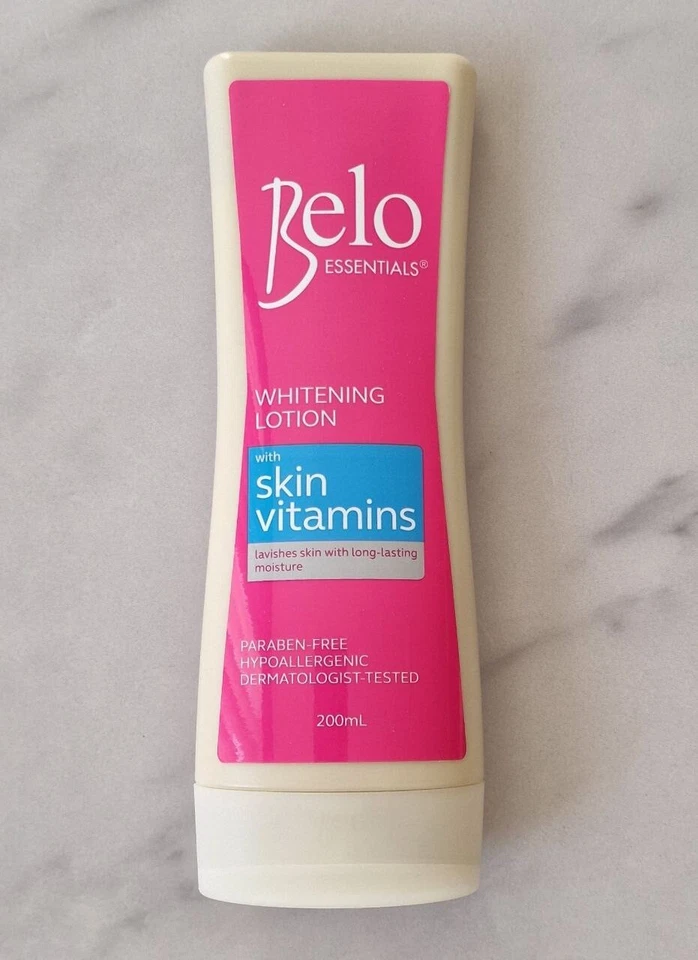 Belo
ESSENTIALS®
WHITENING
LOTION
with
skin
vitamins
lavishes skin with long-lasting
moisture
PARABEN-FREE
HYPOALLERGENIC
DERMATOLOGIST-TESTED
200mL